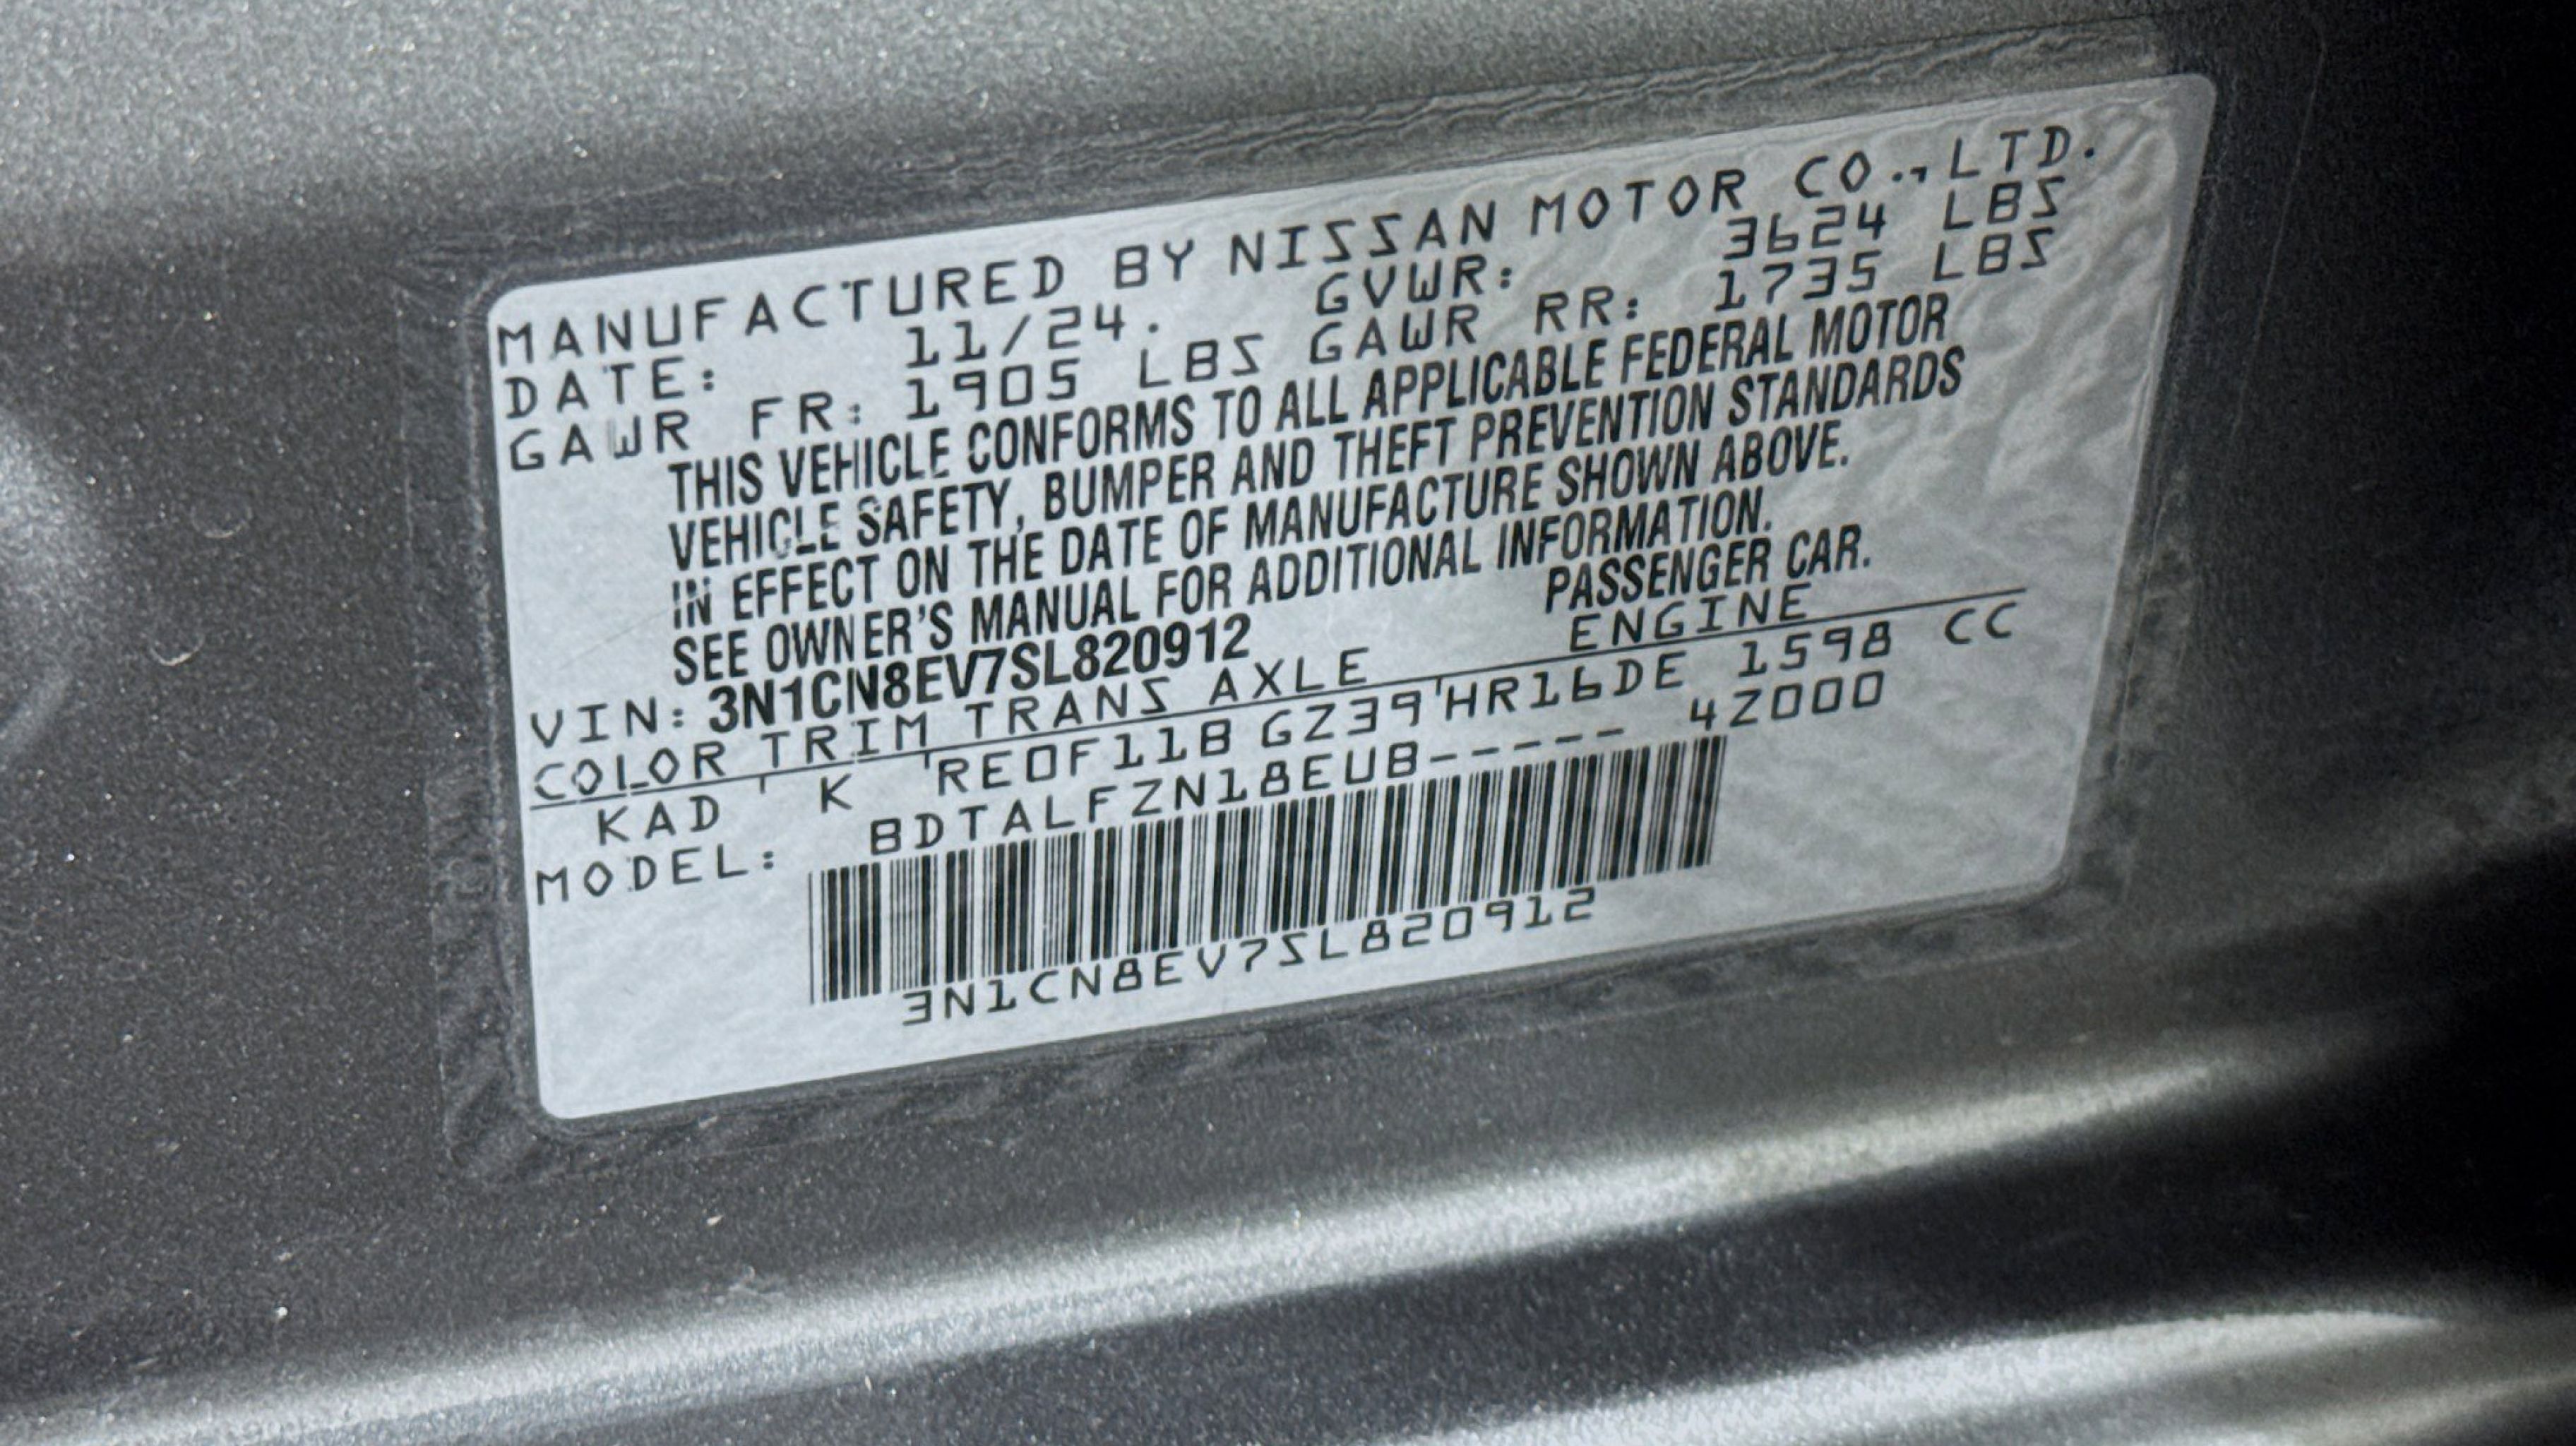 MANUFACTURED BY NISSAN MOTOR CO.,LTD.
DATE: 11/24. GVWR: 3624 LBS
GAWR FR: 1905 LBS GAWR RR: 1735 LBS
THIS VEHICLE CONFORMS TO ALL APPLICABLE FEDERAL MOTOR
VEHICLE SAFETY, BUMPER AND THEFT PREVENTION STANDARDS
IN EFFECT ON THE DATE OF MANUFACTURE SHOWN ABOVE.
SEE OWNER'S MANUAL FOR ADDITIONAL INFORMATION.
VIN: 3N1CN8EV7SL820912 PASSENGER CAR.
COLOR TRIM TRANS AXLE ENGINE
KAD ' K 'RE0F11B GZ39'HR16DE 1598 CC
MODEL: BDTALFZN18EUB----- 4Z000
3N1CN8EV7SL820912